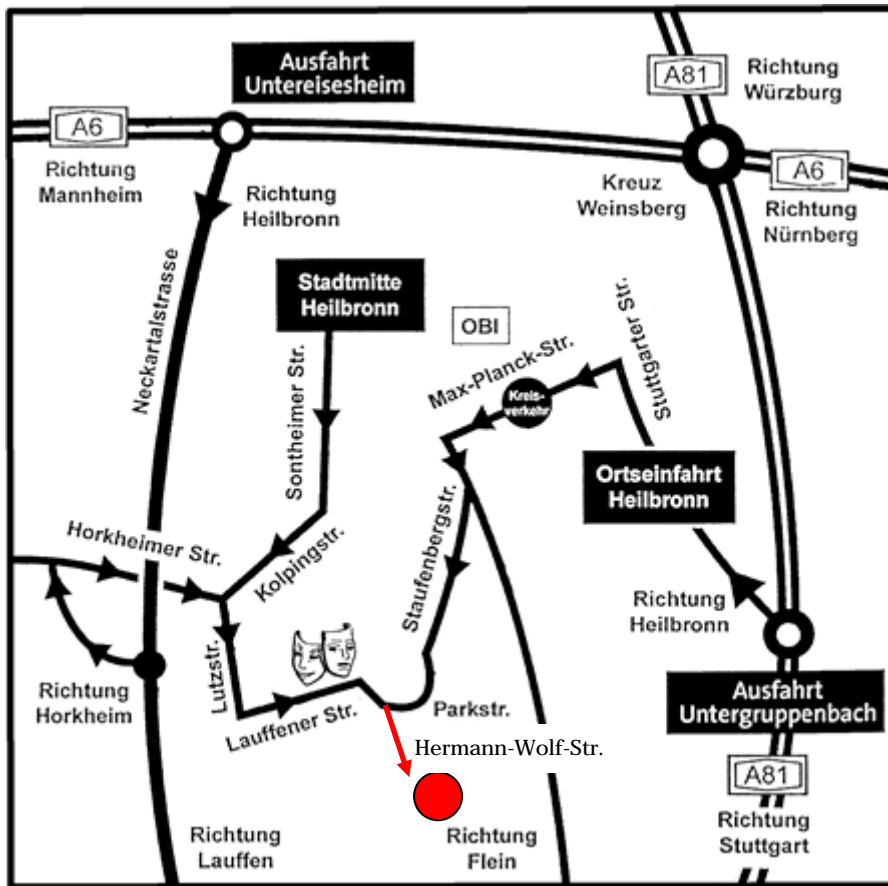 Ausfahrt
Untereisesheim
A81
Richtung
Würzburg
A6
Richtung
Mannheim
Richtung
Heilbronn
Kreuz
Weinsberg
A6
Richtung
Nürnberg
Neckartalstrasse
Stadtmitte
Heilbronn
OBI
Stuttgarter Str.
Max-Planck-Str.
Kreis-
verkehr
Sontheimer Str.
Ortseinfahrt
Heilbronn
Horkheimer Str.
Kolpingstr.
Staufenbergstr.
Richtung
Heilbronn
Lutzstr.
Richtung
Horkheim
Lauffener Str.
Parkstr.
Ausfahrt
Untergruppenbach
Hermann-Wolf-Str.
A81
Richtung
Lauffen
Richtung
Flein
Richtung
Stuttgart